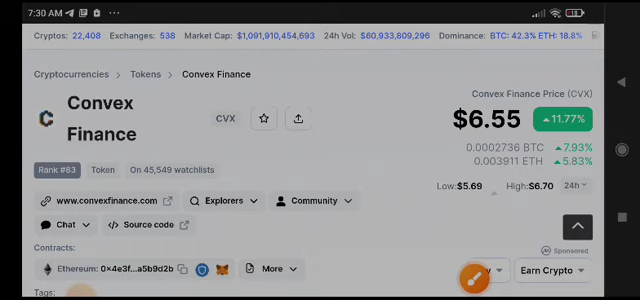 7:30 AM
Cryptos: 22,408 Exchanges: 538 Market Cap: $1,091,910,454,693 24h Vol: $60,933,809,296 Dominance: BTC: 42.3% ETH: 18.8%
Cryptocurrencies > Tokens > Convex Finance
Convex Finance Price (CVX)
Convex
Finance
CVX
$6.55 11.77%
0.0002736 BTC 7.93%
0.003911 ETH 5.83%
Rank #83 Token On 45,549 watchlists
Low:$5.69 High:$6.70 24h
www.convexfinance.com Explorers Community
Chat </> Source code
Contracts:
Sponsored
Ethereum: 0x4e3f...a5b9d2b More
Earn Crypto
Tags: